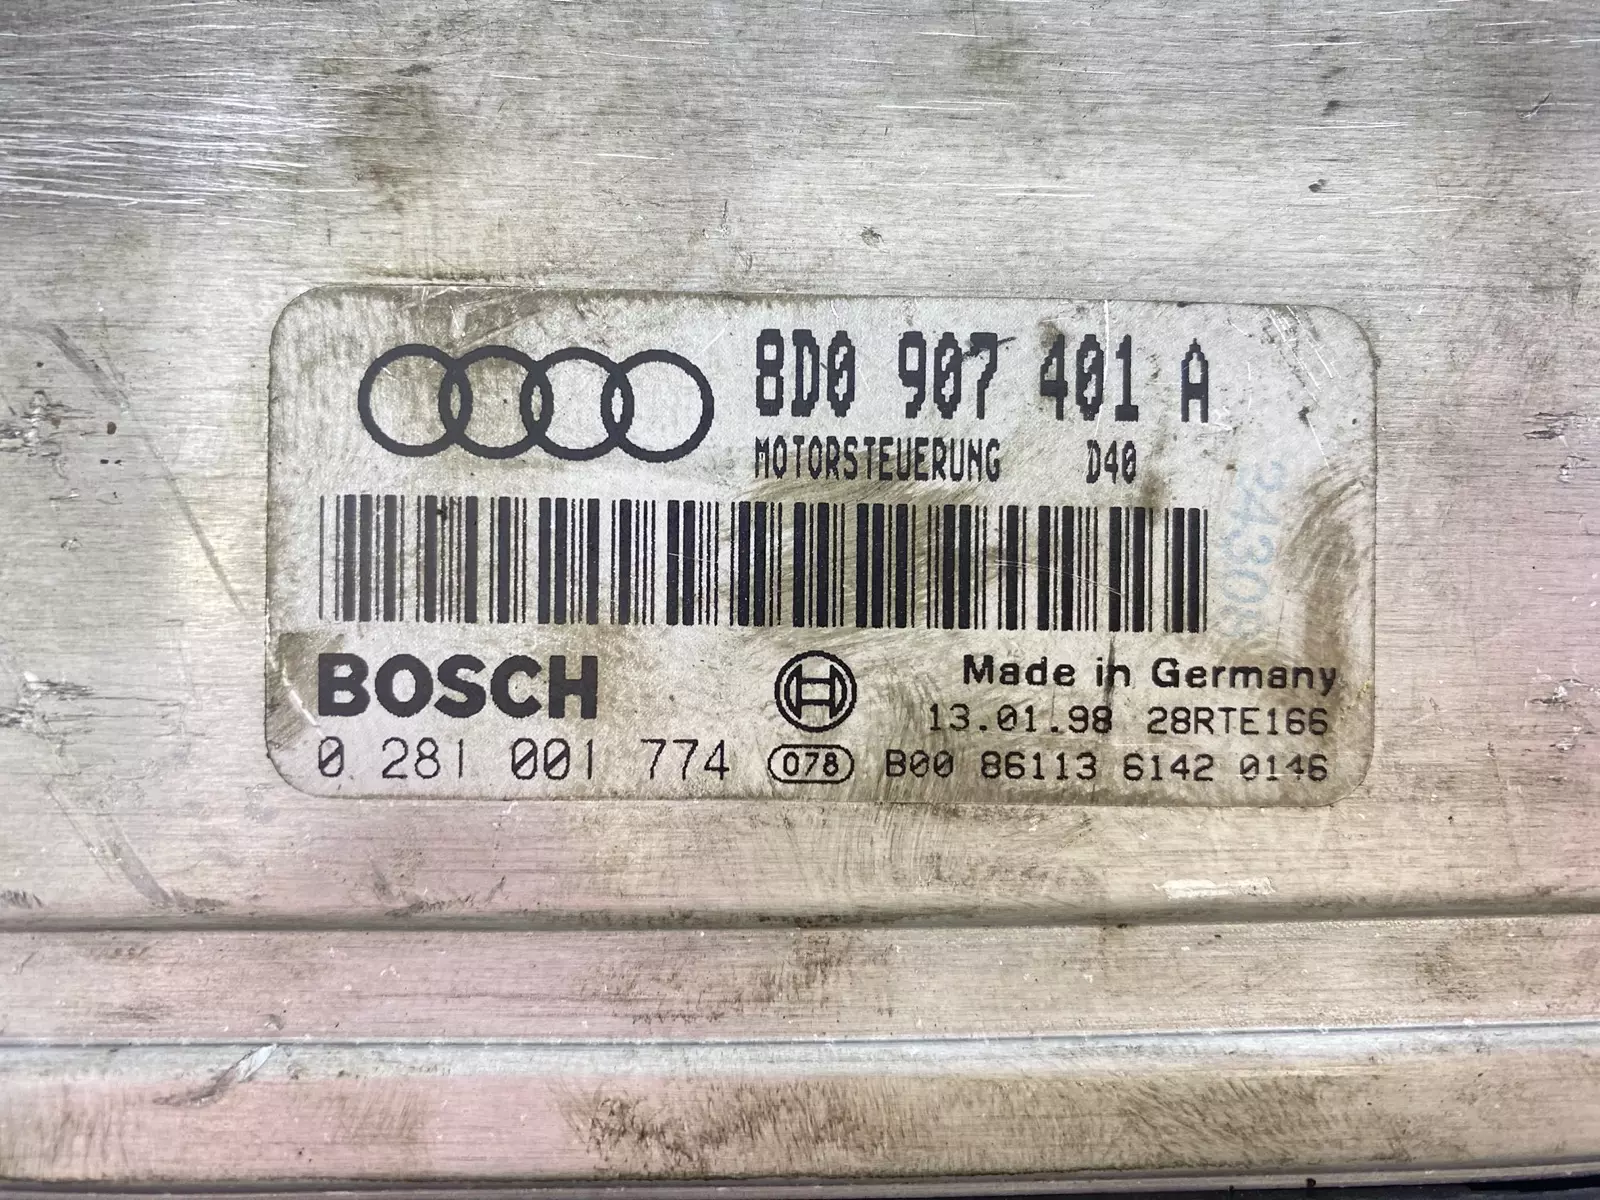 8D0 907 401 A
MOTORSTEUERUNG D40
BOSCH
Made in Germany
13.01.98 28RTE166
0 281 001 774 078 B00 86113 6142 0146